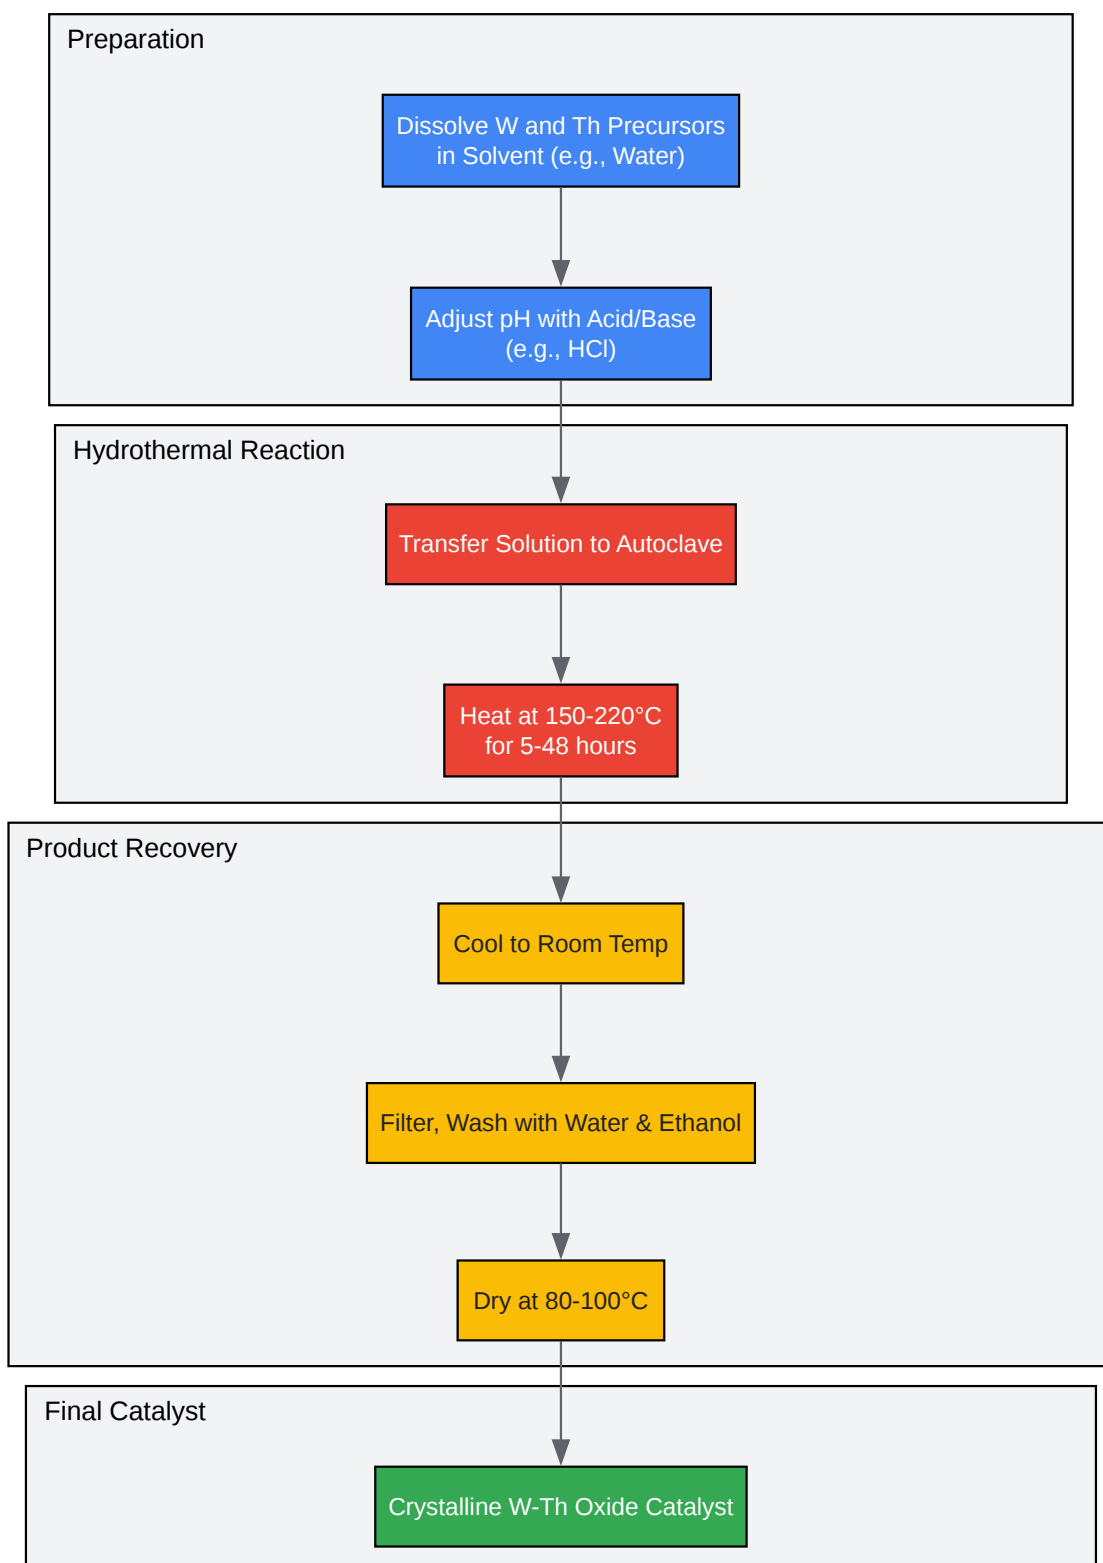 Preparation
Dissolve W and Th Precursors
in Solvent (e.g., Water)
Adjust pH with Acid/Base
(e.g., HCl)
Hydrothermal Reaction
Transfer Solution to Autoclave
Heat at 150-220°C
for 5-48 hours
Product Recovery
Cool to Room Temp
Filter, Wash with Water & Ethanol
Dry at 80-100°C
Final Catalyst
Crystalline W-Th Oxide Catalyst